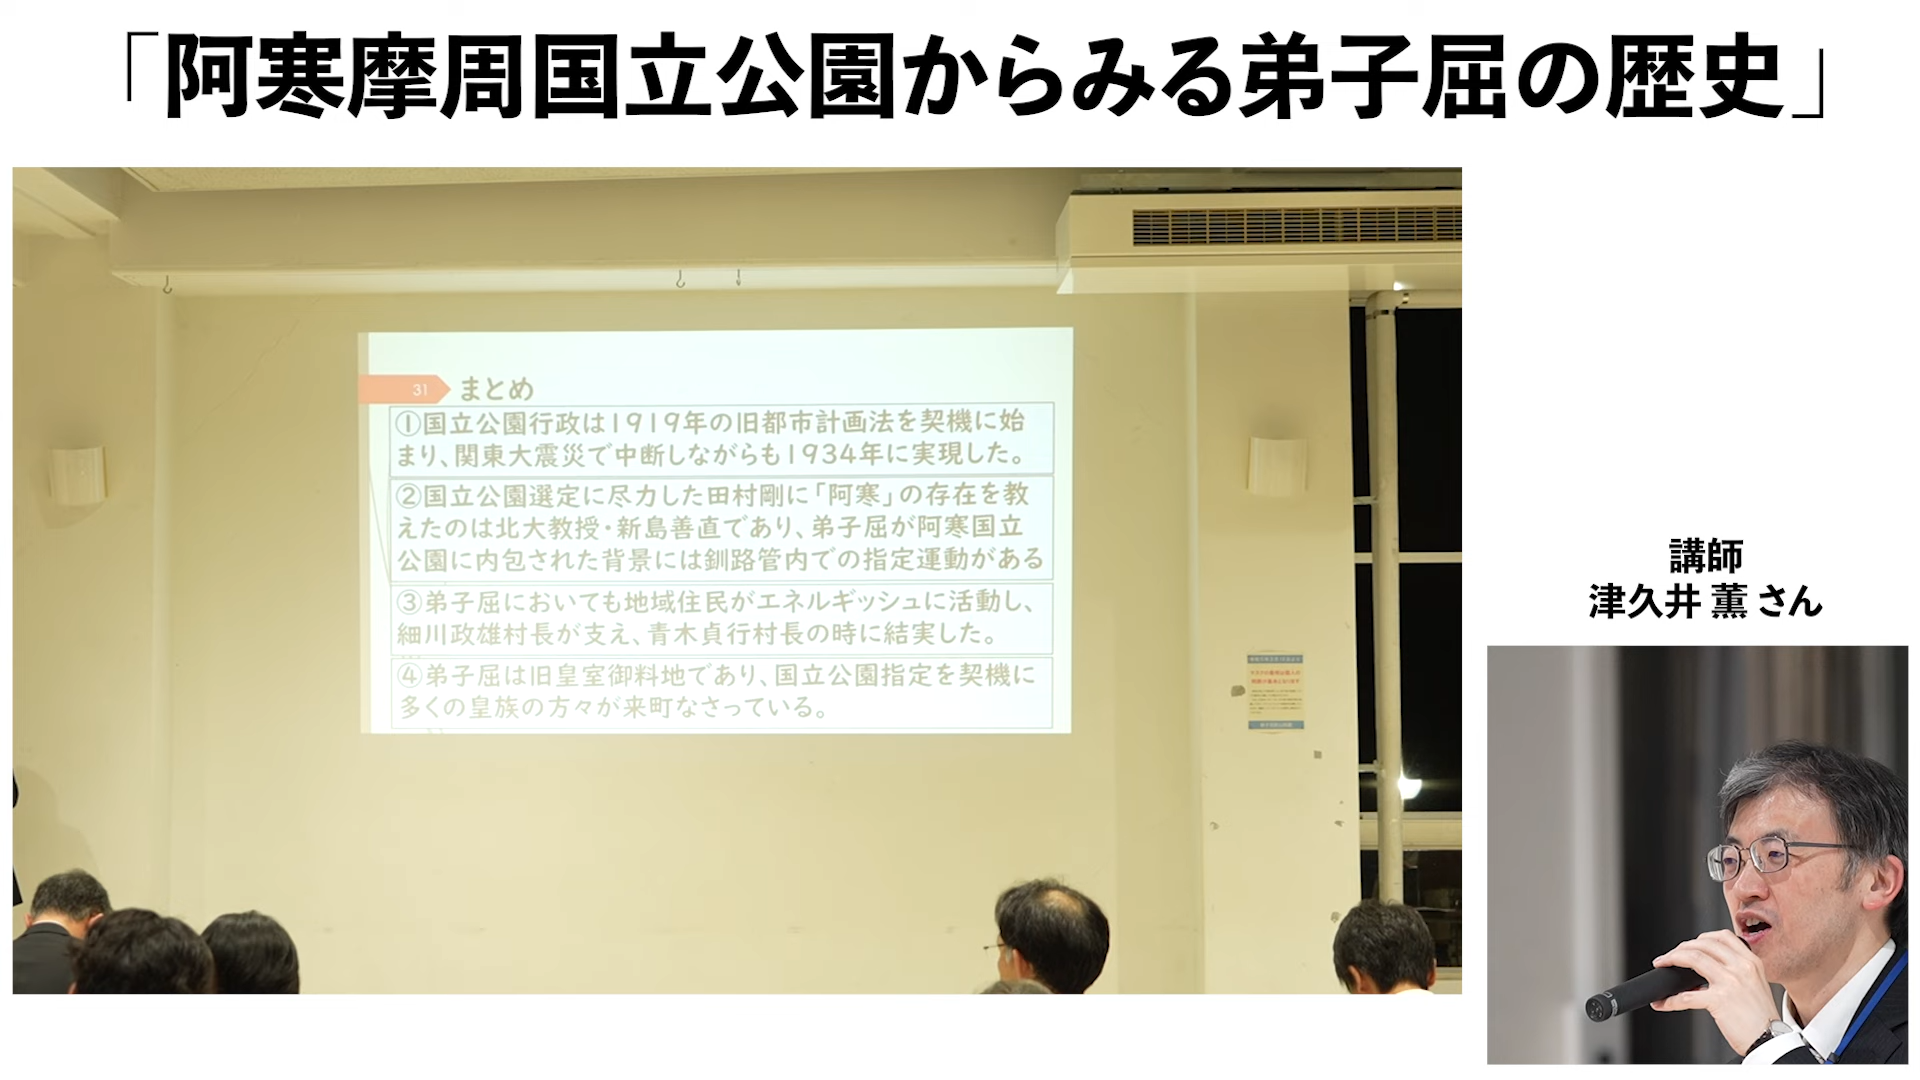 「阿寒摩周国立公園からみる弟子屈の歴史」
31 まとめ
①国立公園行政は1919年の旧都市計画法を契機に始
まり、関東大震災で中断しながらも1934年に実現した。
②国立公園選定に尽力した田村剛に「阿寒」の存在を教
えたのは北大教授・新島善直であり、弟子屈が阿寒国立
公園に内包された背景には釧路管内での指定運動がある
③弟子屈においても地域住民がエネルギッシュに活動し、
細川政雄村長が支え、青木貞行村長の時に結実した。
④弟子屈は旧皇室御料地であり、国立公園指定を契機に
多くの皇族の方々が来町なさっている。
講師
津久井 薫 さん